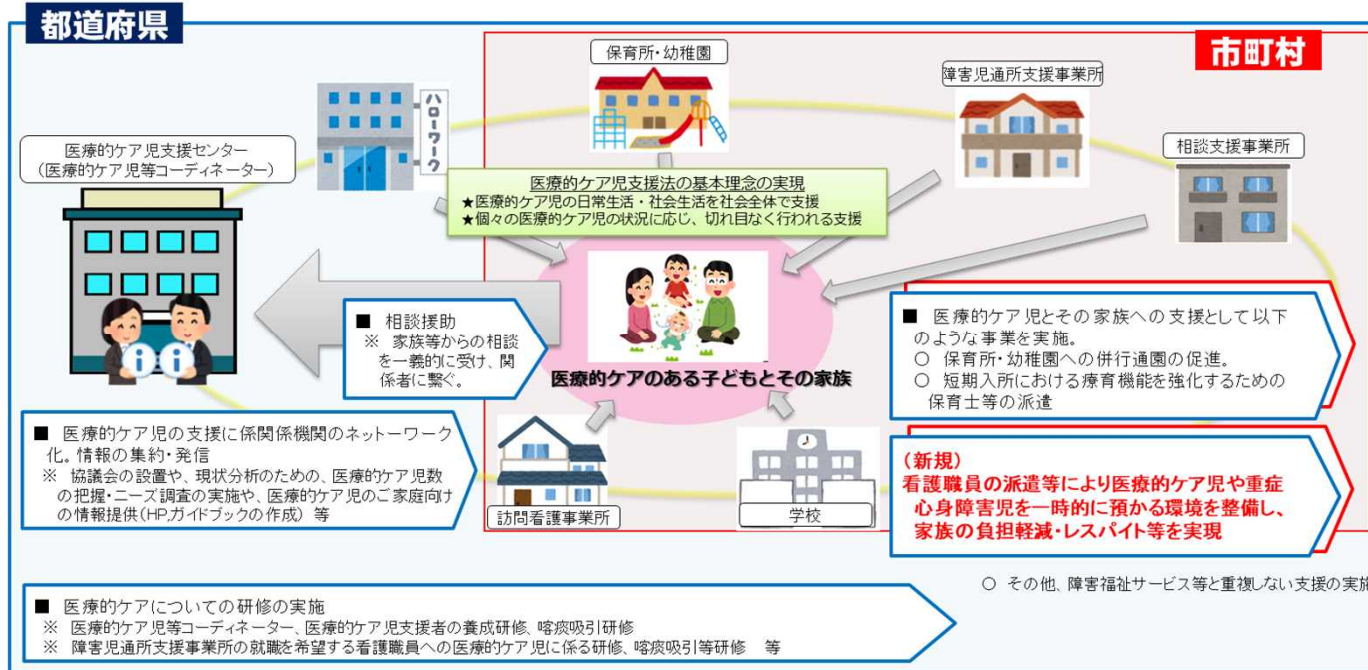 都道府県
市町村
保育所・幼稚園
障害児通所支援事業所
ハローワーク
相談支援事業所
医療的ケア児支援センター
(医療的ケア児等コーディネーター)
医療的ケア児支援法の基本理念の実現
★医療的ケア児の日常生活・社会生活を社会全体で支援
★個々の医療的ケア児の状況に応じ、切れ目なく行われる支援
■ 相談援助
※ 家族等からの相談
を一義的に受け、関
係者に繋ぐ。
医療的ケアのある子どもとその家族
■ 医療的ケア児とその家族への支援として以下
のような事業を実施。
○ 保育所・幼稚園への併行通園の促進。
○ 短期入所における療育機能を強化するための
保育士等の派遣
■ 医療的ケア児の支援に係関係機関のネットーワーク
化。情報の集約・発信
※ 協議会の設置や、現状分析のための、医療的ケア児数
の把握・ニーズ調査の実施や、医療的ケア児のご家庭向け
の情報提供(HP,ガイドブックの作成) 等
訪問看護事業所
学校
(新規)
看護職員の派遣等により医療的ケア児や重症
心身障害児を一時的に預かる環境を整備し、
家族の負担軽減・レスパイト等を実現
○ その他、障害福祉サービス等と重複しない支援の実施
■ 医療的ケアについての研修の実施
※ 医療的ケア児等コーディネーター、医療的ケア児支援者の養成研修、喀痰吸引研修
※ 障害児通所支援事業所の就職を希望する看護職員への医療的ケア児に係る研修、喀痰吸引等研修 等